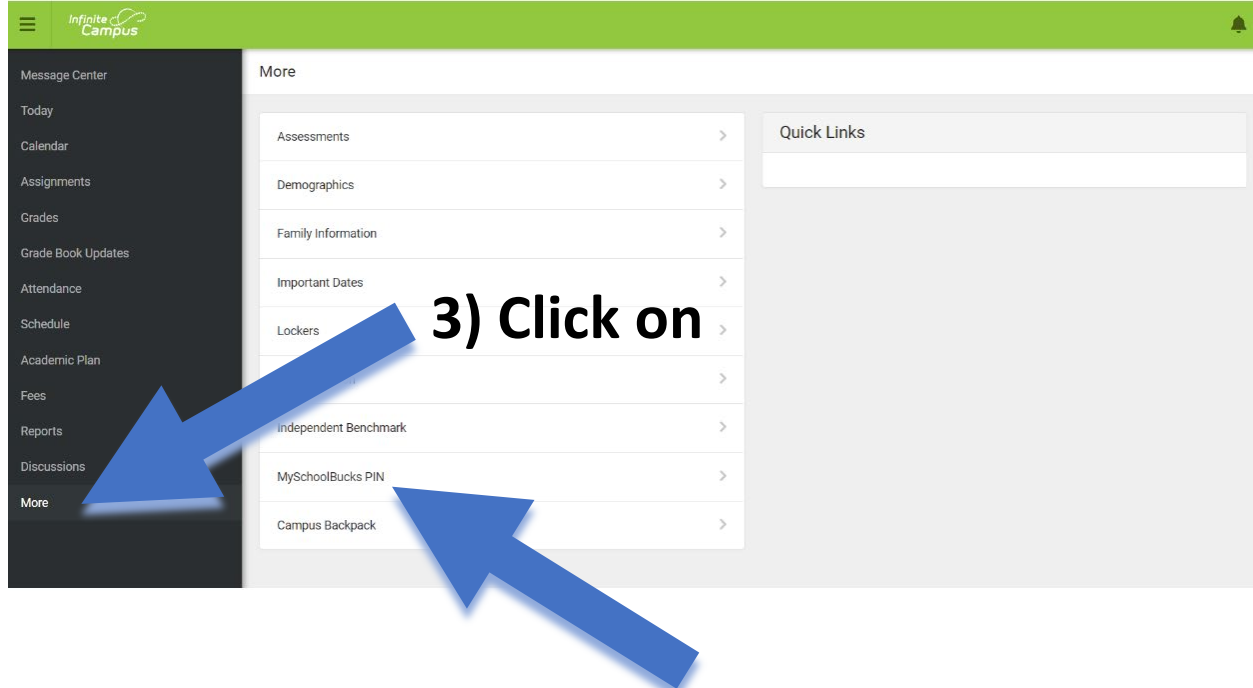 Infinite
Campus
Message Center
Today
Calendar
Assignments
Grades
Grade Book Updates
Attendance
Schedule
Academic Plan
Fees
Reports
Discussions
More
More
Assessments
Demographics
Family Information
Important Dates
Lockers
Independent Benchmark
MySchoolBucks PIN
Campus Backpack
Quick Links
3) Click on